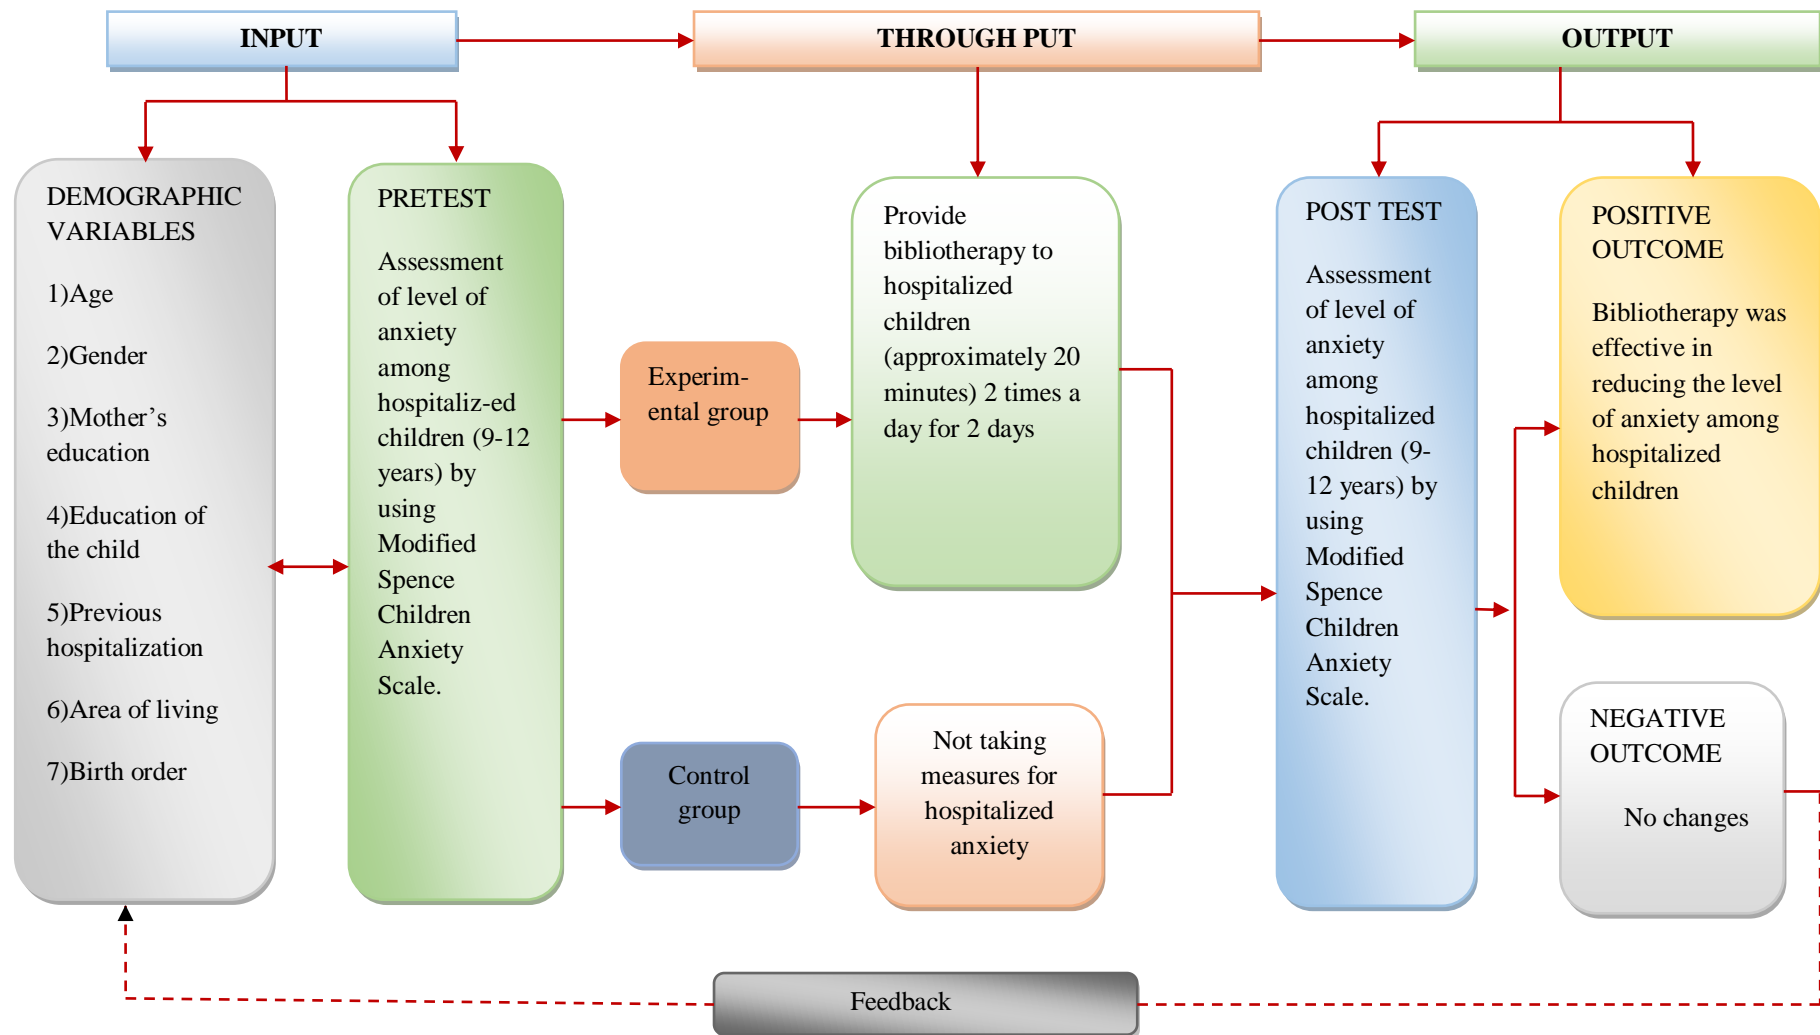 INPUT
THROUGH PUT
OUTPUT
DEMOGRAPHIC
VARIABLES
1)Age
2)Gender
3)Mother’s
education
4)Education of
the child
5)Previous
hospitalization
6)Area of living
7)Birth order
PRETEST
Assessment
of level of
anxiety
among
hospitaliz-ed
children (9-12
years) by
using
Modified
Spence
Children
Anxiety
Scale.
Experim-
ental group
Control
group
Provide
bibliotherapy to
hospitalized
children
(approximately 20
minutes) 2 times a
day for 2 days
Not taking
measures for
hospitalized
anxiety
POST TEST
Assessment
of level of
anxiety
among
hospitalized
children (9-
12 years) by
using
Modified
Spence
Children
Anxiety
Scale.
POSITIVE
OUTCOME
Bibliotherapy was
effective in
reducing the level
of anxiety among
hospitalized
children
NEGATIVE
OUTCOME
No changes
Feedback